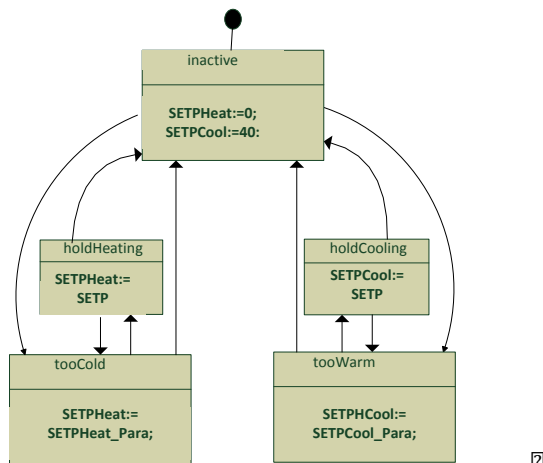 inactive
SETPHeat:=0;
SETPCool:=40:
holdHeating
SETPHeat:=
SETP
holdCooling
SETPCool:=
SETP
tooCold
SETPHeat:=
SETPHeat_Para;
tooWarm
SETPHCool:=
SETPCool_Para;